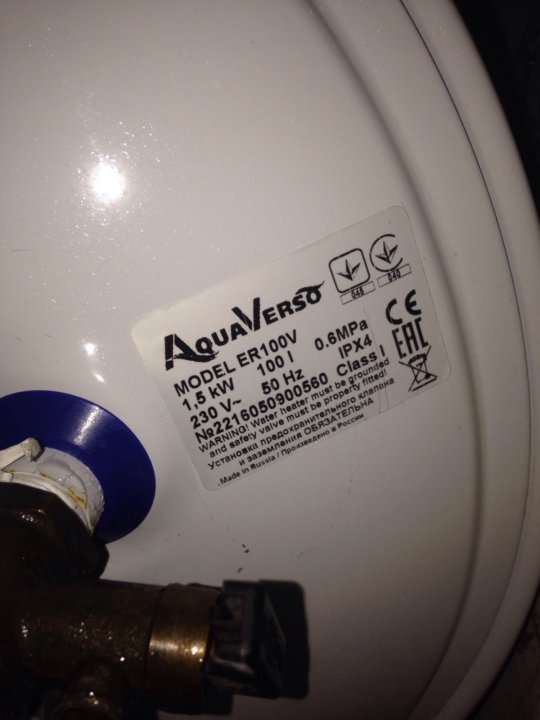 AQUAVERSO
MODEL ER100V
1.5 kW 100 l 0.6MPa
230 V~ 50 Hz IPX4
№2216050900560 Class I
WARNING! Water heater must be grounded
and safety valve must be property fitted!
Установка предохранительного клапана
и заземления ОБЯЗАТЕЛЬНА
Made in Russia / Произведено в России
CE
EAC